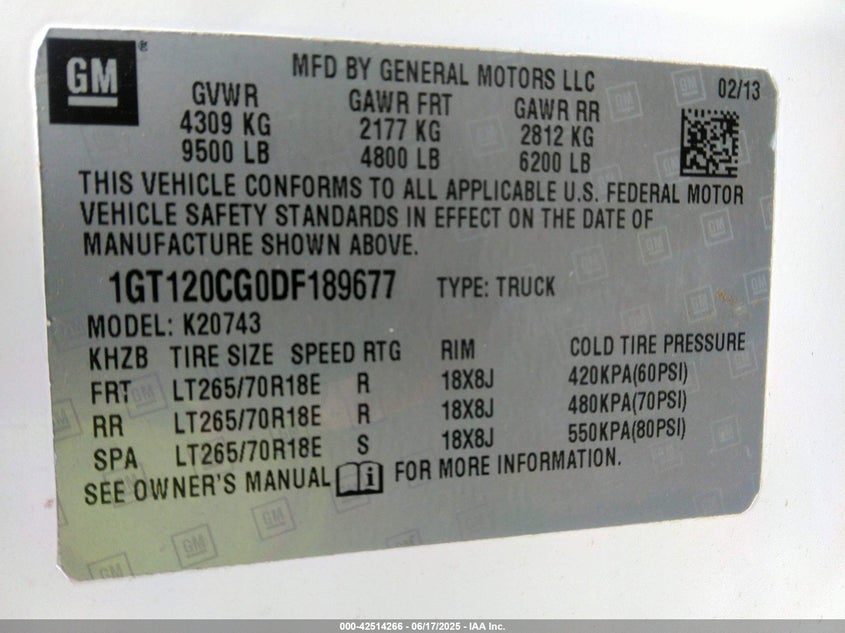 GM
MFD BY GENERAL MOTORS LLC 02/13
GVWR GAWR FRT GAWR RR
4309 KG 2177 KG 2812 KG
9500 LB 4800 LB 6200 LB
THIS VEHICLE CONFORMS TO ALL APPLICABLE U.S. FEDERAL MOTOR
VEHICLE SAFETY STANDARDS IN EFFECT ON THE DATE OF
MANUFACTURE SHOWN ABOVE.
1GT120CG0DF189677 TYPE: TRUCK
MODEL: K20743
KHZB TIRE SIZE SPEED RTG RIM COLD TIRE PRESSURE
FRT LT265/70R18E R 18X8J 420KPA(60PSI)
RR LT265/70R18E R 18X8J 480KPA(70PSI)
SPA LT265/70R18E S 18X8J 550KPA(80PSI)
SEE OWNER'S MANUAL FOR MORE INFORMATION.
000-42514266 - 06/17/2025 - IAA Inc.